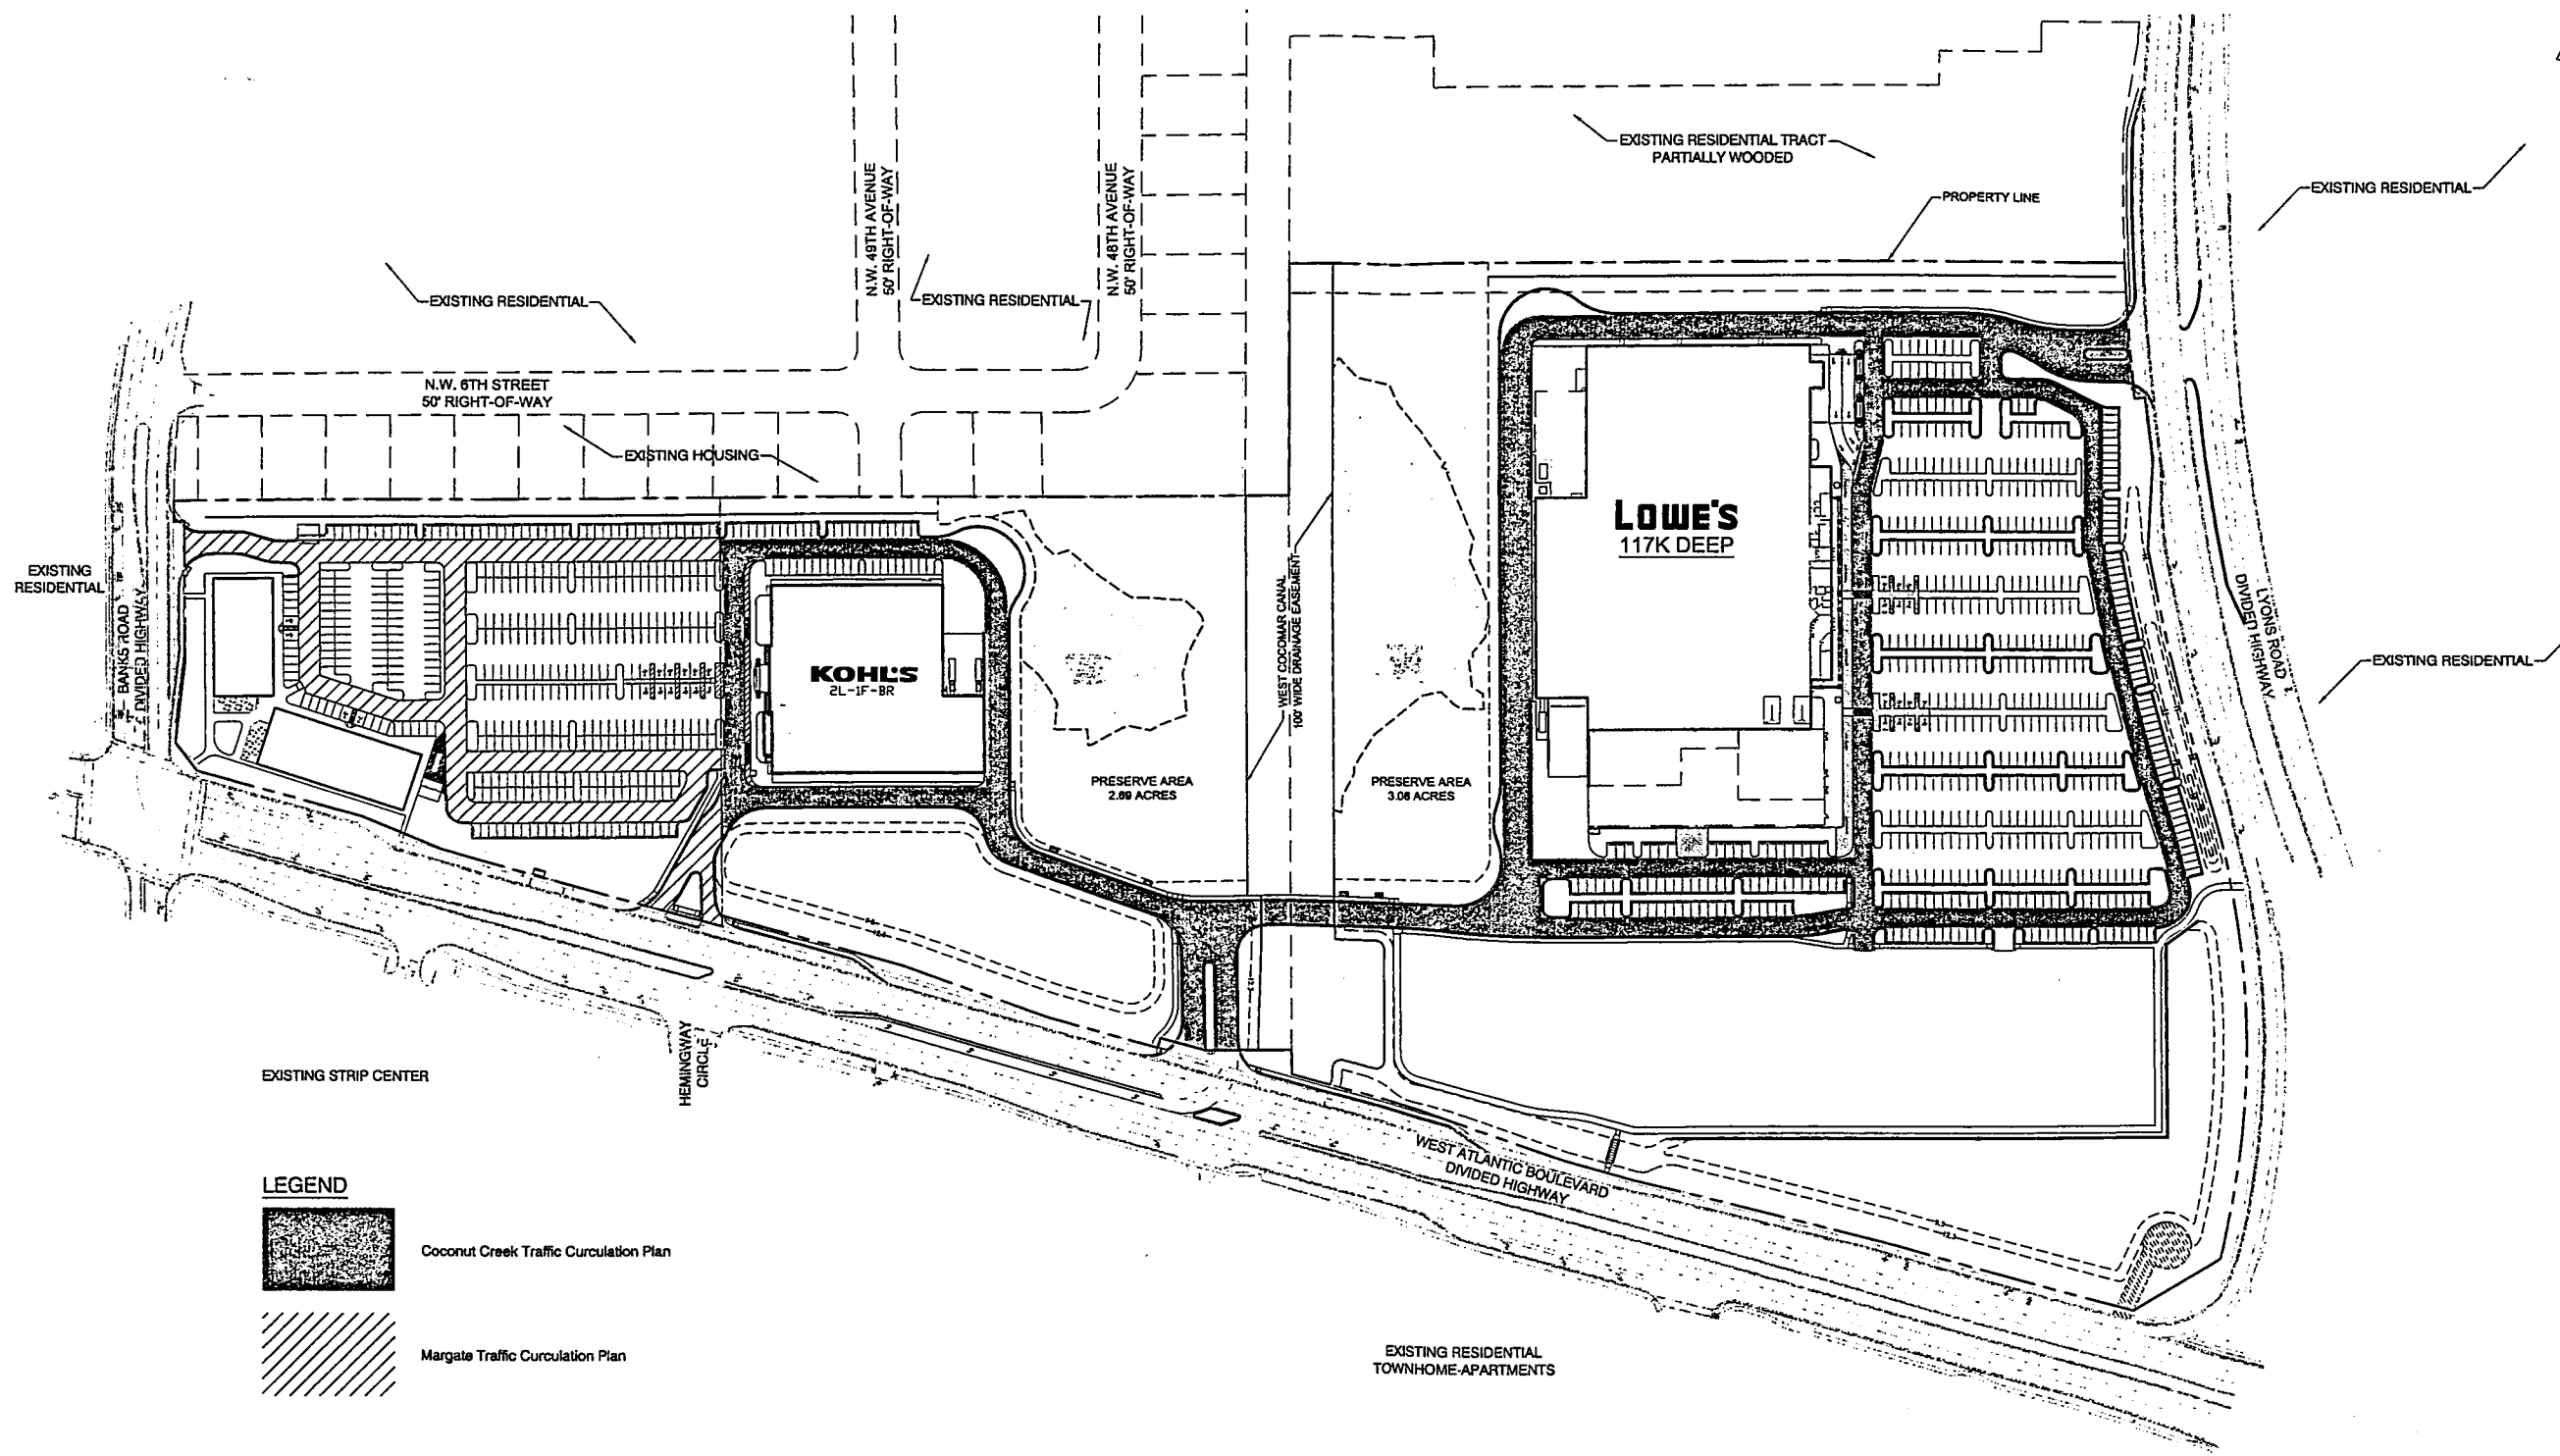 EXISTING RESIDENTIAL TRACT
PARTIALLY WOODED
EXISTING RESIDENTIAL
PROPERTY LINE
N.W. 49TH AVENUE
50' RIGHT-OF-WAY
N.W. 48TH AVENUE
50' RIGHT-OF-WAY
EXISTING RESIDENTIAL
EXISTING RESIDENTIAL
N.W. 6TH STREET
50' RIGHT-OF-WAY
EXISTING HOUSING
EXISTING
RESIDENTIAL
BANKS ROAD
DIVIDED HIGHWAY
KOHL'S
2L-1F-BR
WEST COCOMAR CANAL
100' WIDE DRAINAGE EASEMENT
LOWE'S
117K DEEP
LYONS ROAD
DIVIDED HIGHWAY
EXISTING RESIDENTIAL
PRESERVE AREA
2.69 ACRES
PRESERVE AREA
3.06 ACRES
HEMINGWAY
CIRCLE
EXISTING STRIP CENTER
WEST ATLANTIC BOULEVARD
DIVIDED HIGHWAY
LEGEND
Coconut Creek Traffic Curculation Plan
Margate Traffic Curculation Plan
EXISTING RESIDENTIAL
TOWNHOME-APARTMENTS